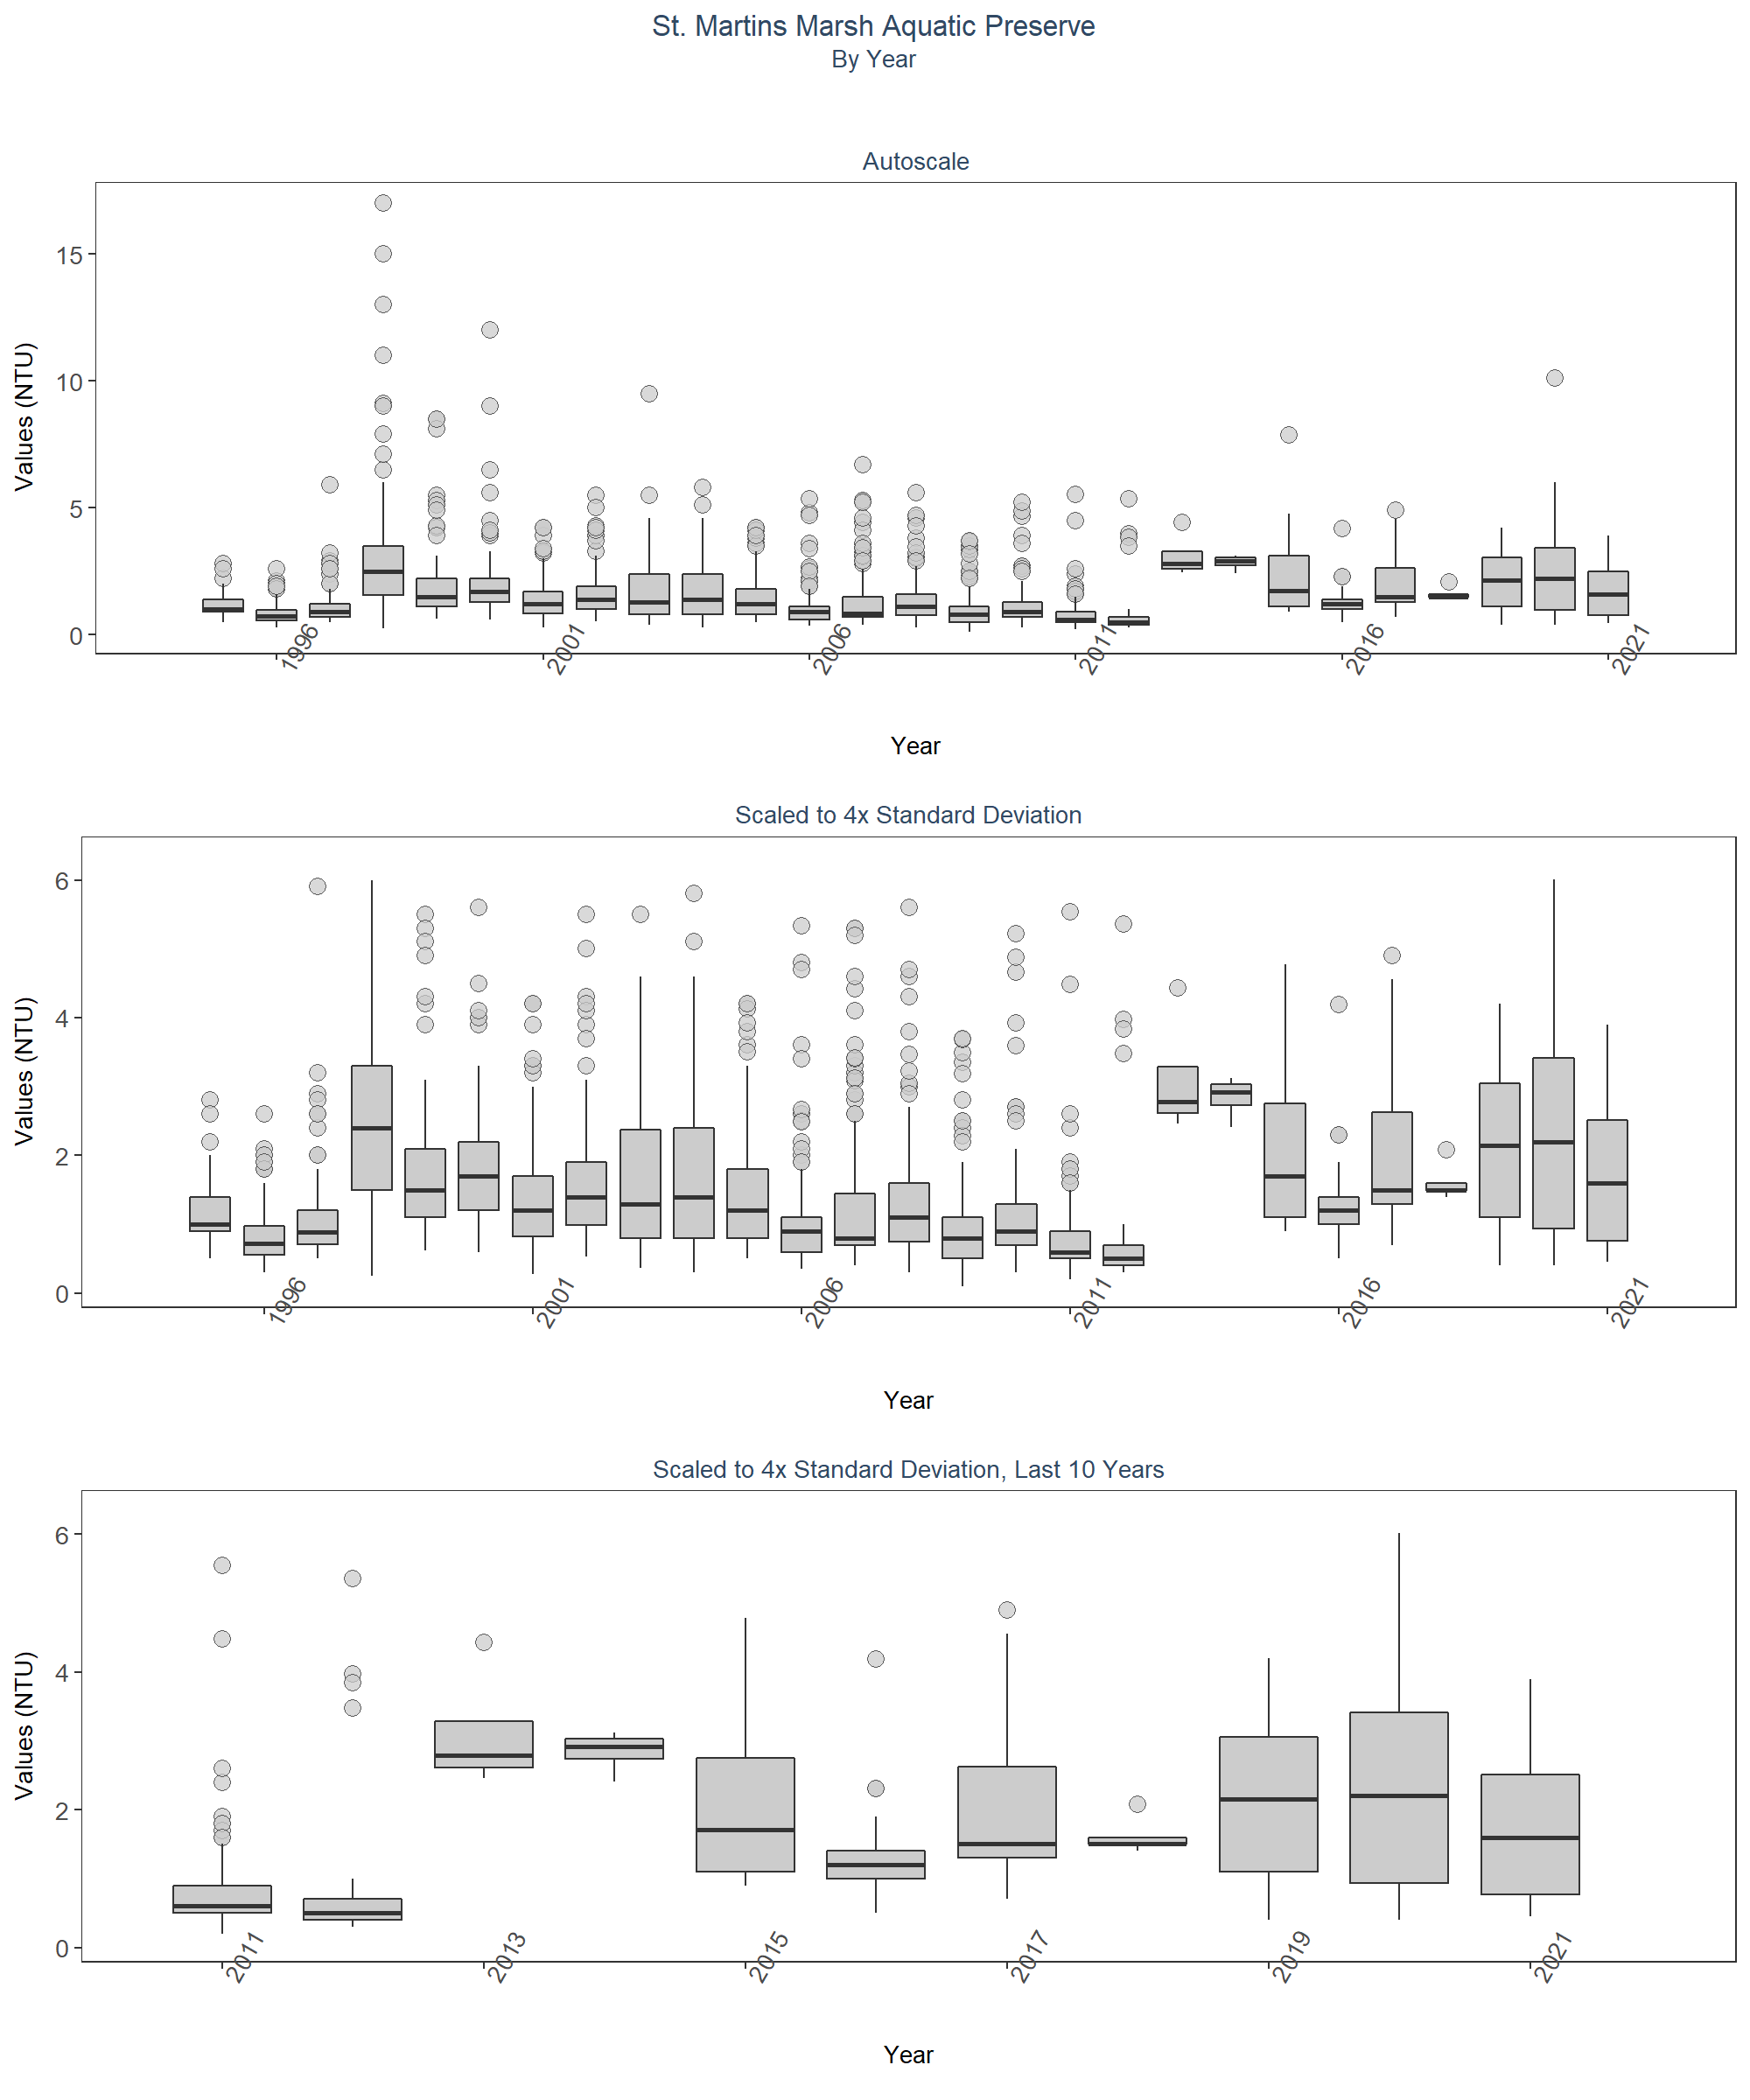 St. Martins Marsh Aquatic Preserve
By Year
Autoscale
Values (NTU)
15
10
5
0
1996
2001
2006
2011
2016
2021
Year
Scaled to 4x Standard Deviation
Values (NTU)
6
4
2
0
1996
2001
2006
2011
2016
2021
Year
Scaled to 4x Standard Deviation, Last 10 Years
Values (NTU)
6
4
2
0
2011
2013
2015
2017
2019
2021
Year